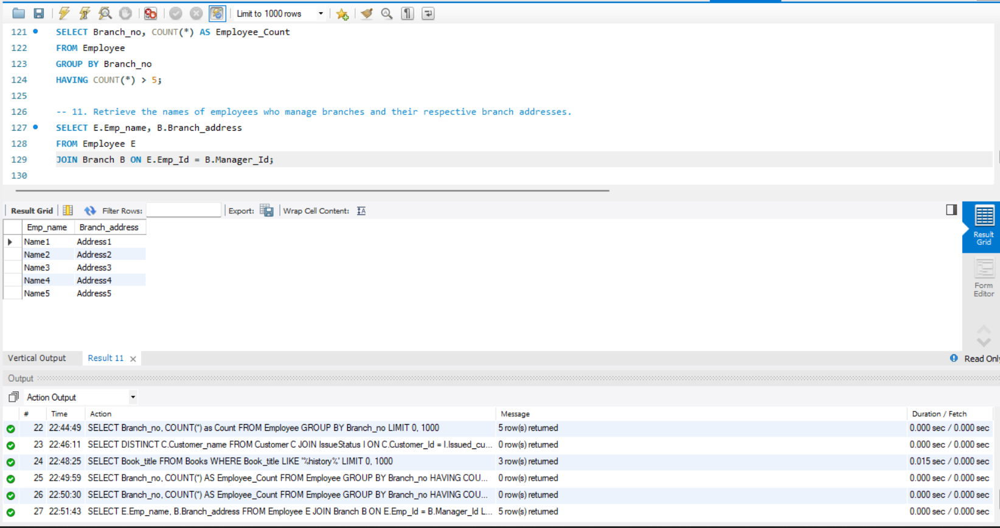 Limit to 1000 rows
121 SELECT Branch_no, COUNT(*) AS Employee_Count
122 FROM Employee
123 GROUP BY Branch_no
124 HAVING COUNT(*) > 5;
125
126 -- 11. Retrieve the names of employees who manage branches and their respective branch addresses.
127 SELECT E.Emp_name, B.Branch_address
128 FROM Employee E
129 JOIN Branch B ON E.Emp_Id = B.Manager_Id;
130
Result Grid Filter Rows: Export: Wrap Cell Content: IA
Emp_name Branch_address
Name1 Address1
Name2 Address2
Name3 Address3
Name4 Address4
Name5 Address5
Result
Grid
Form
Editor
Vertical Output Result 11 Read Only
Output
Action Output
# Time Action Message Duration / Fetch
22 22:44:49 SELECT Branch_no, COUNT(*) as Count FROM Employee GROUP BY Branch_no LIMIT 0, 1000 5 row(s) returned 0.000 sec / 0.000 sec
23 22:46:11 SELECT DISTINCT C.Customer_name FROM Customer C JOIN IssueStatus I ON C.Customer_Id = I.Issued_cu... 0 row(s) returned 0.000 sec / 0.000 sec
24 22:48:25 SELECT Book_title FROM Books WHERE Book_title LIKE '%history%' LIMIT 0, 1000 3 row(s) returned 0.015 sec / 0.000 sec
25 22:49:59 SELECT Branch_no, COUNT(*) AS Employee_Count FROM Employee GROUP BY Branch_no HAVING COU... 0 row(s) returned 0.000 sec / 0.000 sec
26 22:50:30 SELECT Branch_no, COUNT(*) AS Employee_Count FROM Employee GROUP BY Branch_no HAVING COU... 0 row(s) returned 0.000 sec / 0.000 sec
27 22:51:43 SELECT E.Emp_name, B.Branch_address FROM Employee E JOIN Branch B ON E.Emp_Id = B.Manager_Id L... 5 row(s) returned 0.000 sec / 0.000 sec